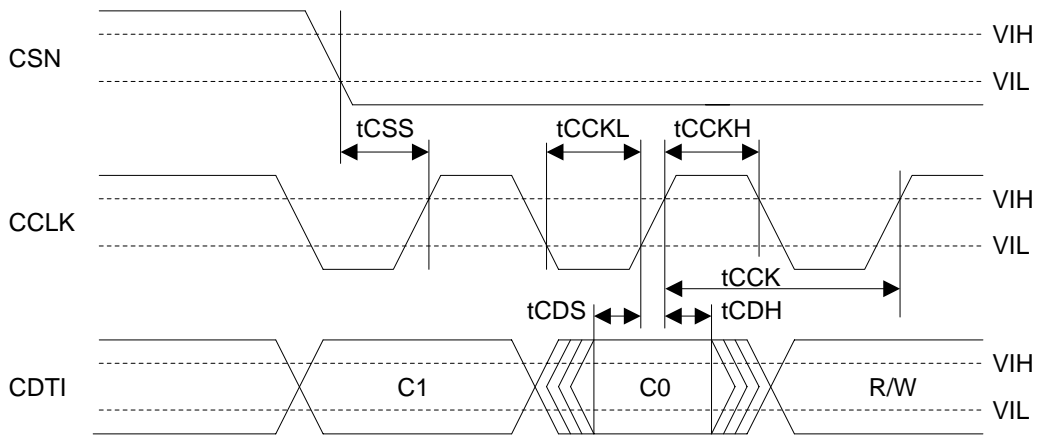 VIH
CSN
VIL
tCSS tCCKL tCCKH
VIH
CCLK
VIL
tCCK
tCDS tCDH
VIH
CDTI C1 C0 R/W
VIL